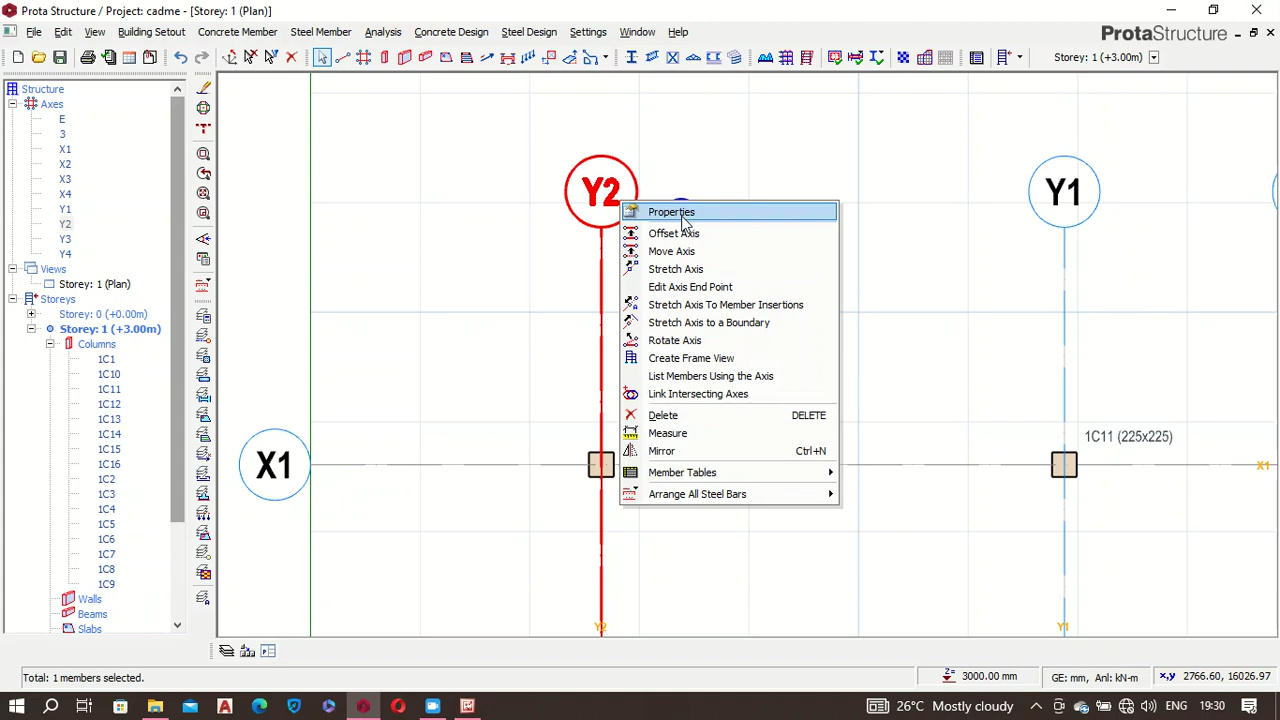 Prota Structure / Project: cadme - [Storey: 1 (Plan)]
File Edit View Building Setout Concrete Member Steel Member Analysis Concrete Design Steel Design Settings Window Help
ProtaStructure
Storey: 1 (+3.00m)
Structure
Axes
E
3
X1
X2
X3
X4
Y1
Y2
Y3
Y4
Views
Storey: 1 (Plan)
Storeys
Storey: 0 (+0.00m)
Storey: 1 (+3.00m)
Columns
1C1
1C10
1C11
1C12
1C13
1C14
1C15
1C16
1C2
1C3
1C4
1C5
1C6
1C7
1C8
1C9
Walls
Beams
Slabs
Y2
Y1
Properties
Offset Axis
Move Axis
Stretch Axis
Edit Axis End Point
Stretch Axis To Member Insertions
Stretch Axis to a Boundary
Rotate Axis
Create Frame View
List Members Using the Axis
Link Intersecting Axes
Delete DELETE
Measure
Mirror Ctrl+N
Member Tables
Arrange All Steel Bars
1C11 (225x225)
X1
X1
Y2
Y1
Total: 1 members selected.
Z= 3000.00 mm
GE: mm, Anl: kN-m
x,y 2766.60, 16026.97
26°C Mostly cloudy
ENG
19:30